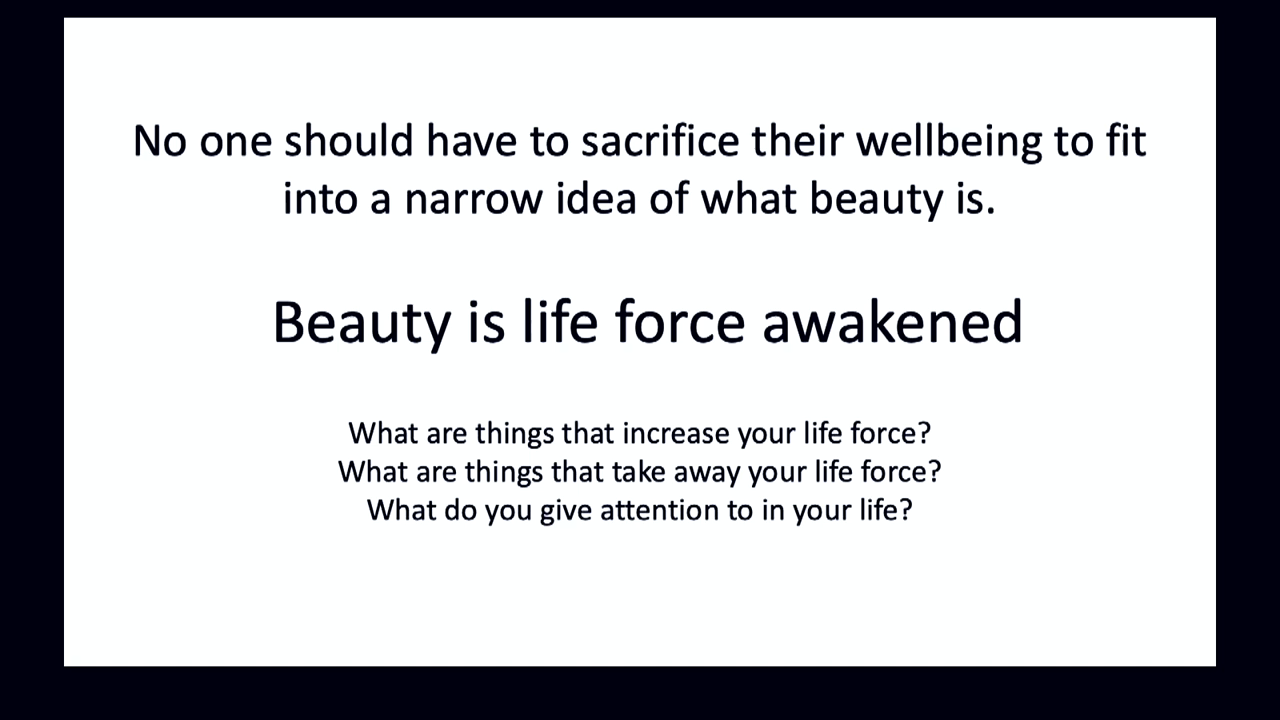 No one should have to sacrifice their wellbeing to fit
into a narrow idea of what beauty is.
Beauty is life force awakened
What are things that increase your life force?
What are things that take away your life force?
What do you give attention to in your life?